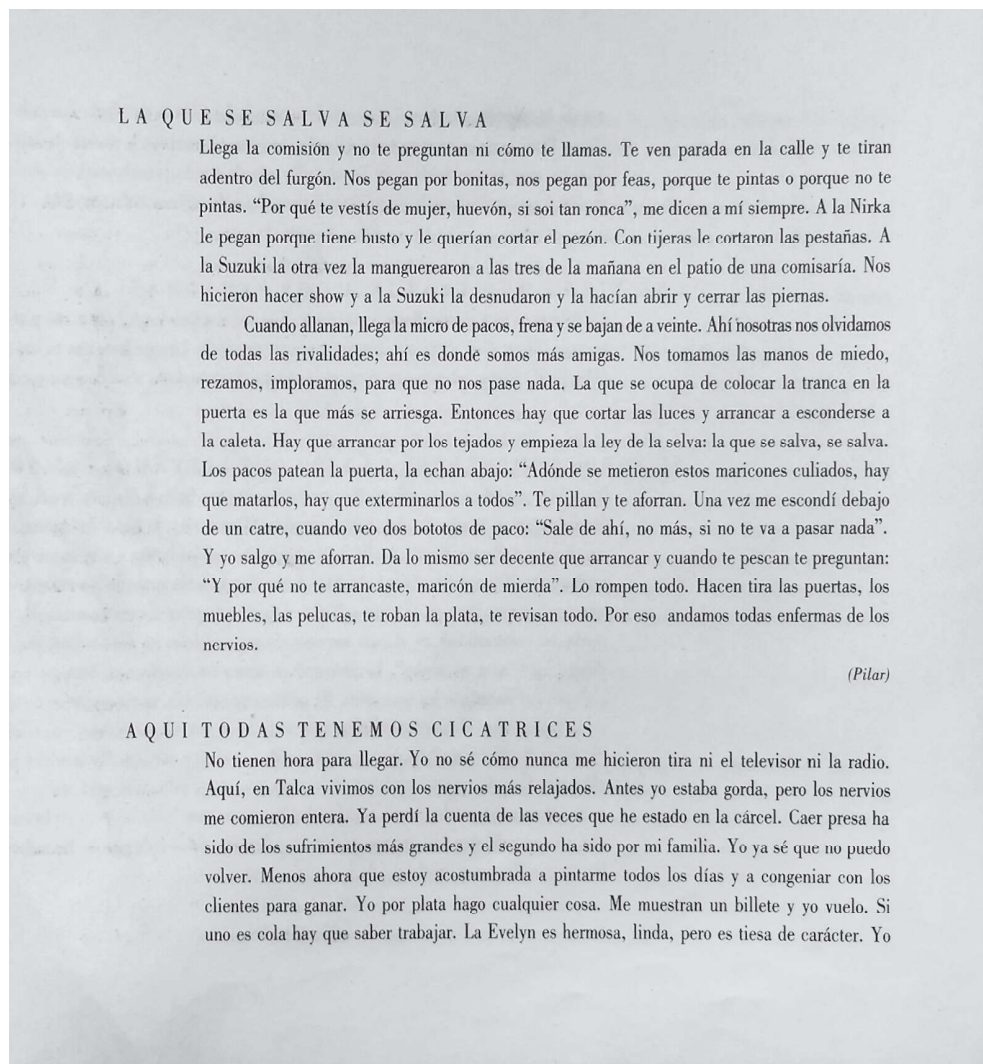 LA QUE SE SALVA SE SALVA
Llega la comisión y no te preguntan ni cómo te llamas. Te ven parada en la calle y te tiran
adentro del furgón. Nos pegan por bonitas, nos pegan por feas, porque te pintas o porque no te
pintas. “Por qué te vestís de mujer, huevón, si soi tan ronca”, me dicen a mí siempre. A la Nirka
le pegan porque tiene busto y le querían cortar el pezón. Con tijeras le cortaron las pestañas. A
la Suzuki la otra vez la manguerearon a las tres de la mañana en el patio de una comisaría. Nos
hicieron hacer show y a la Suzuki la desnudaron y la hacían abrir y cerrar las piernas.
Cuando allanan, llega la micro de pacos, frena y se bajan de a veinte. Ahí nosotras nos olvidamos
de todas las rivalidades; ahí es donde somos más amigas. Nos tomamos las manos de miedo,
rezamos, imploramos, para que no nos pase nada. La que se ocupa de colocar la tranca en la
puerta es la que más se arriesga. Entonces hay que cortar las luces y arrancar a esconderse a
la caleta. Hay que arrancar por los tejados y empieza la ley de la selva: la que se salva, se salva.
Los pacos patean la puerta, la echan abajo: “Adónde se metieron estos maricones culiados, hay
que matarlos, hay que exterminarlos a todos”. Te pillan y te aforran. Una vez me escondí debajo
de un catre, cuando veo dos bototos de paco: “Sale de ahí, no más, si no te va a pasar nada”.
Y yo salgo y me aforran. Da lo mismo ser decente que arrancar y cuando te pescan te preguntan:
“Y por qué no te arrancaste, maricón de mierda”. Lo rompen todo. Hacen tira las puertas, los
muebles, las pelucas, te roban la plata, te revisan todo. Por eso andamos todas enfermas de los
nervios.
(Pilar)
AQUI TODAS TENEMOS CICATRICES
No tienen hora para llegar. Yo no sé cómo nunca me hicieron tira ni el televisor ni la radio.
Aquí, en Talca vivimos con los nervios más relajados. Antes yo estaba gorda, pero los nervios
me comieron entera. Ya perdí la cuenta de las veces que he estado en la cárcel. Caer presa ha
sido de los sufrimientos más grandes y el segundo ha sido por mi familia. Yo ya sé que no puedo
volver. Menos ahora que estoy acostumbrada a pintarme todos los días y a congeniar con los
clientes para ganar. Yo por plata hago cualquier cosa. Me muestran un billete y yo vuelo. Si
uno es cola hay que saber trabajar. La Evelyn es hermosa, linda, pero es tiesa de carácter. Yo